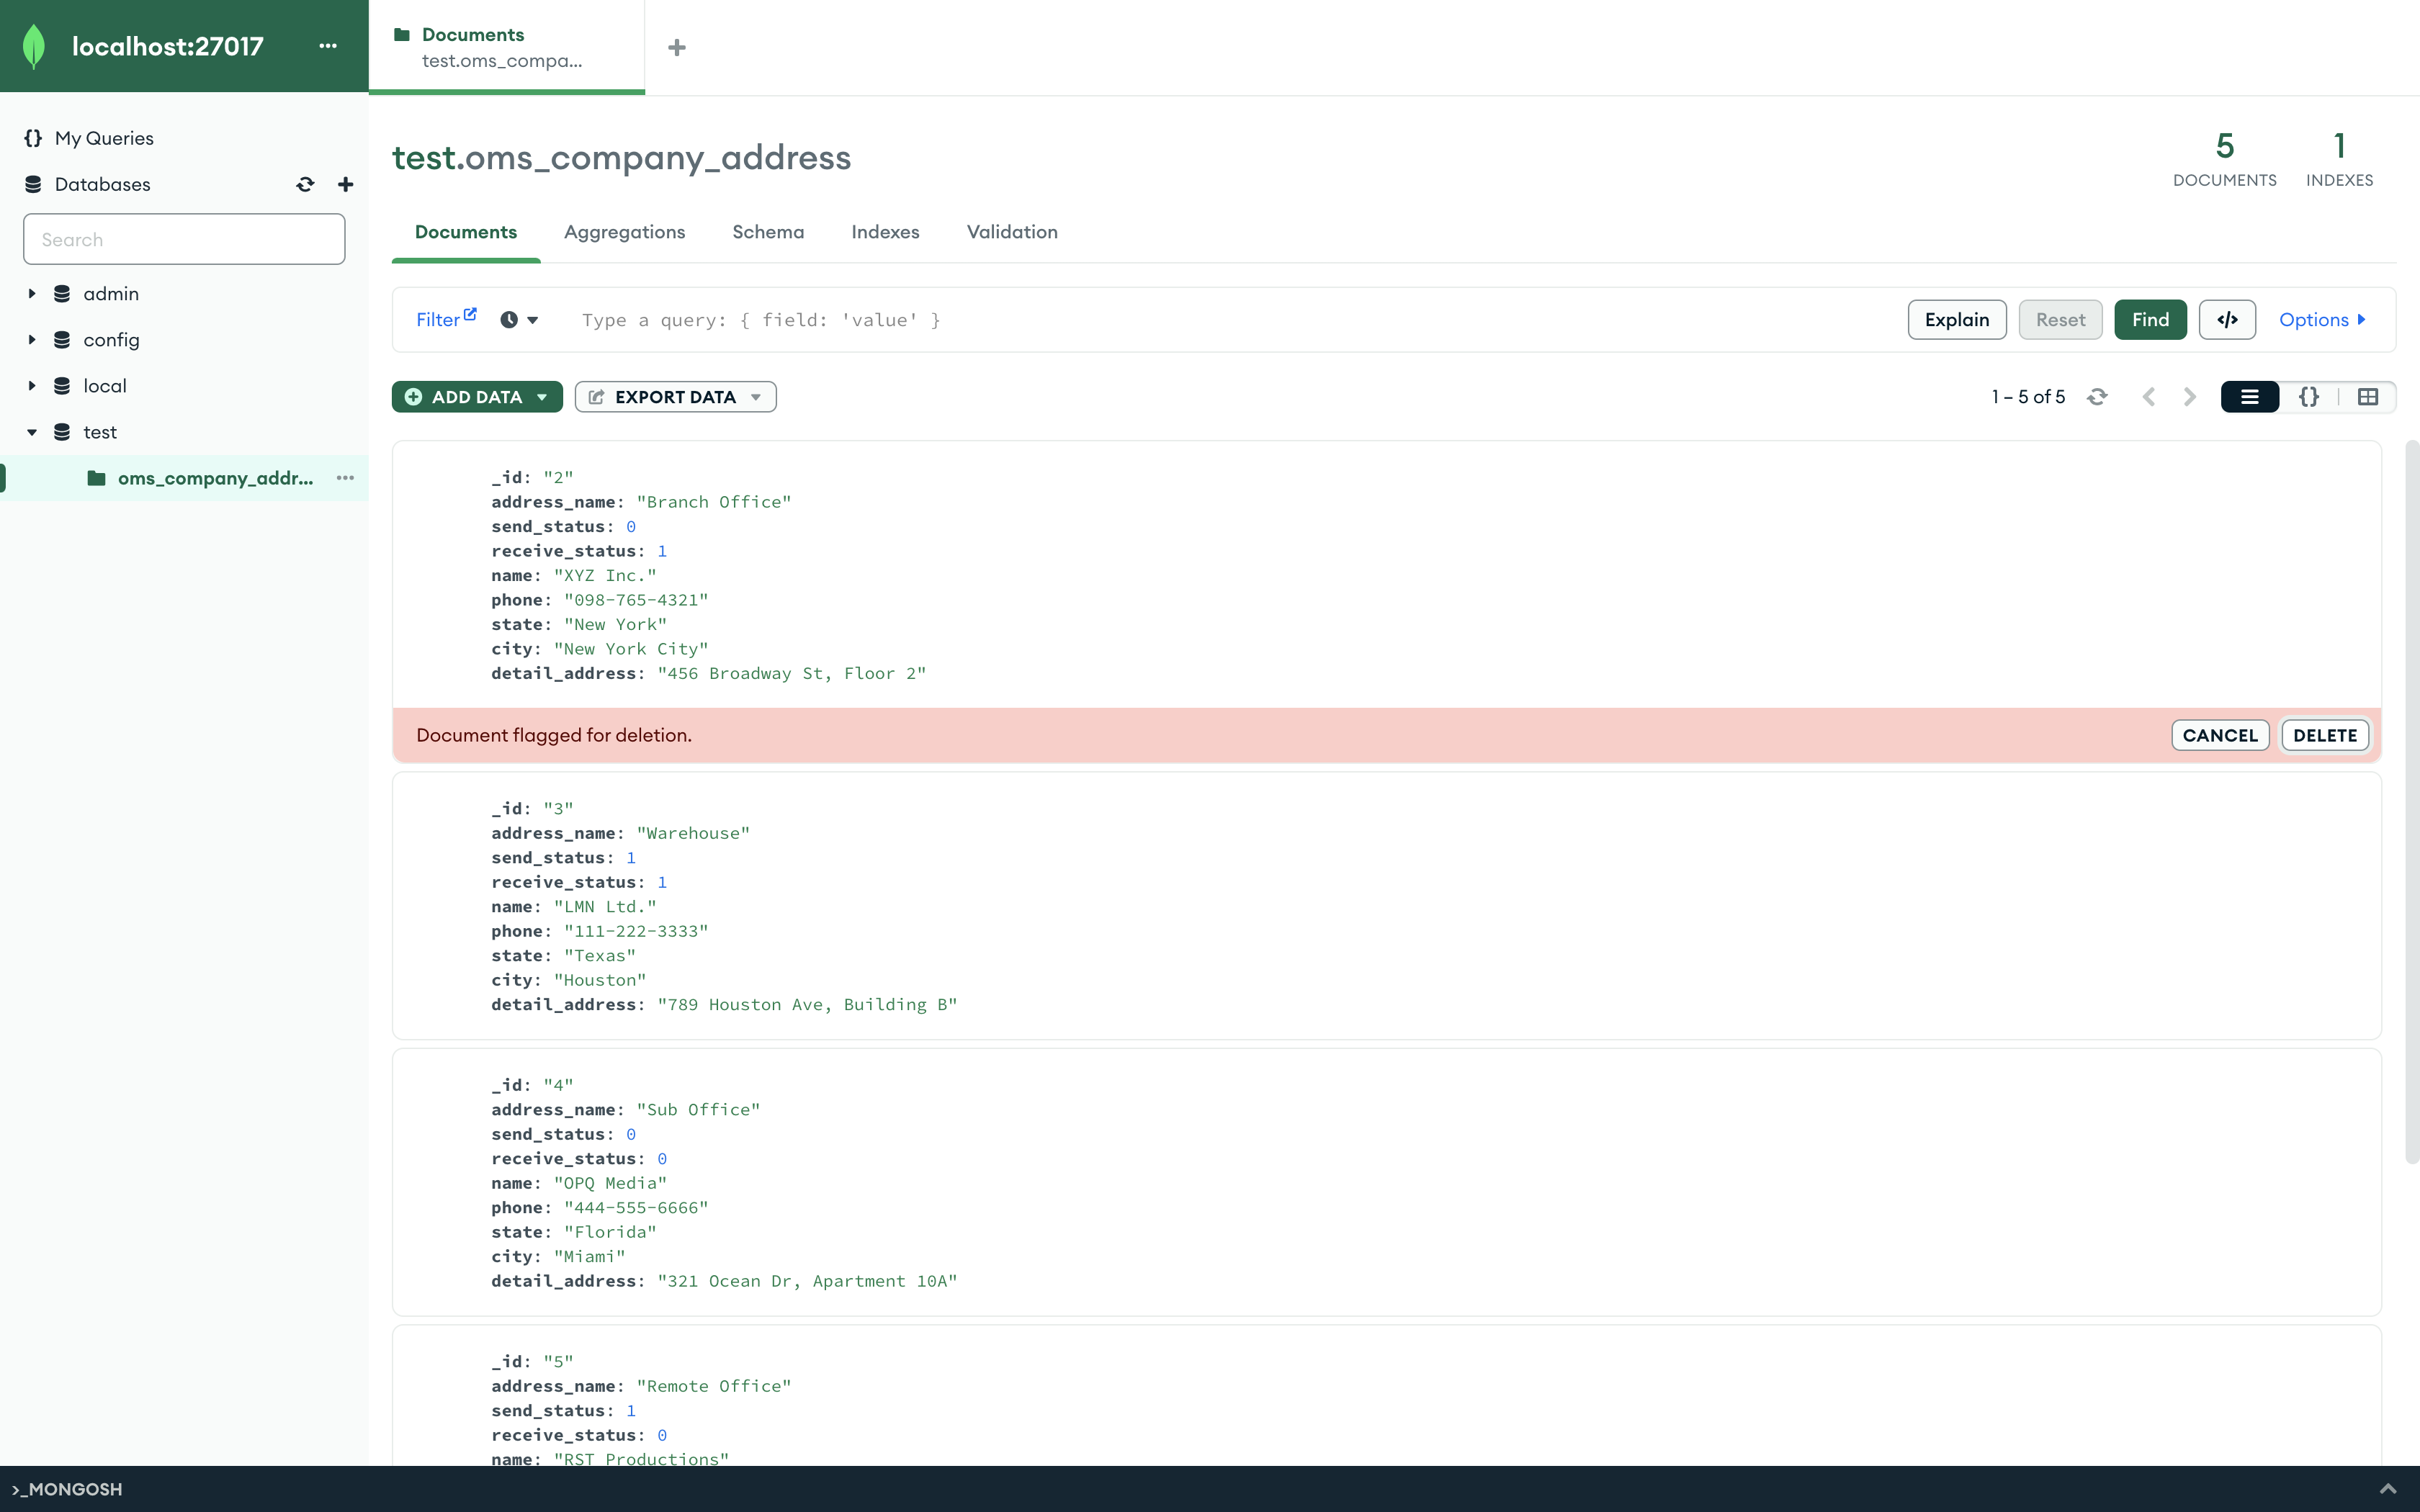 localhost:27017
My Queries
Databases
Search
admin
config
local
test
oms_company_addr...
Documents
test.oms_compa...
test.oms_company_address
5
DOCUMENTS
1
INDEXES
Documents
Aggregations
Schema
Indexes
Validation
Filter
Type a query: { field: 'value' }
Explain
Reset
Find
</>
Options
ADD DATA
EXPORT DATA
1 – 5 of 5
{}
_id: "2"
address_name: "Branch Office"
send_status: 0
receive_status: 1
name: "XYZ Inc."
phone: "098-765-4321"
state: "New York"
city: "New York City"
detail_address: "456 Broadway St, Floor 2"
Document flagged for deletion.
CANCEL
DELETE
_id: "3"
address_name: "Warehouse"
send_status: 1
receive_status: 1
name: "LMN Ltd."
phone: "111-222-3333"
state: "Texas"
city: "Houston"
detail_address: "789 Houston Ave, Building B"
_id: "4"
address_name: "Sub Office"
send_status: 0
receive_status: 0
name: "OPQ Media"
phone: "444-555-6666"
state: "Florida"
city: "Miami"
detail_address: "321 Ocean Dr, Apartment 10A"
_id: "5"
address_name: "Remote Office"
send_status: 1
receive_status: 0
name: "RST Productions"
>_MONGOSH